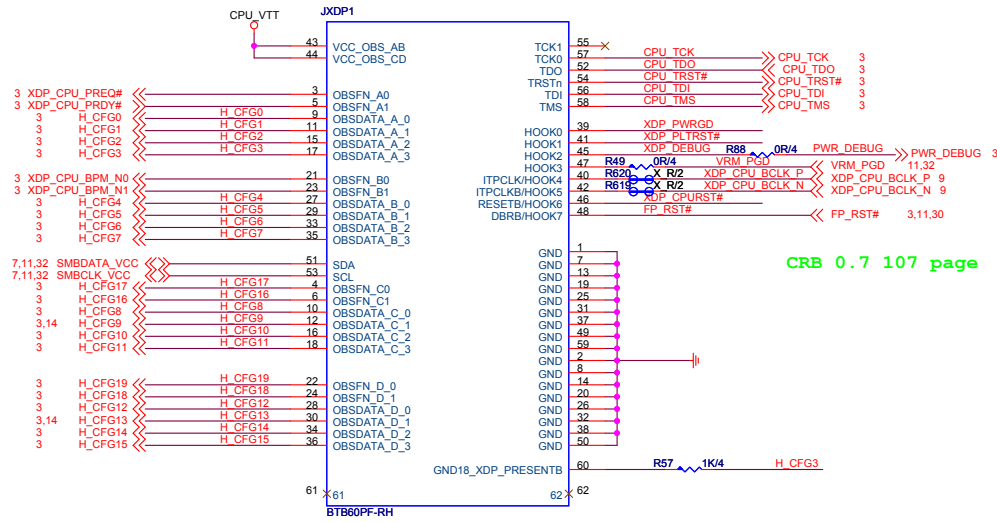 CPU_VTT
JXDP1
43 VCC_OBS_AB
44 VCC_OBS_CD
3 XDP_CPU_PREQ# 3 OBSFN_A0
3 XDP_CPU_PRDY# 5 OBSFN_A1
3 H_CFG0 H_CFG0 9 OBSDATA_A_0
3 H_CFG1 H_CFG1 11 OBSDATA_A_1
3 H_CFG2 H_CFG2 15 OBSDATA_A_2
3 H_CFG3 H_CFG3 17 OBSDATA_A_3
3 XDP_CPU_BPM_N0 21 OBSFN_B0
3 XDP_CPU_BPM_N1 23 OBSFN_B1
3 H_CFG4 H_CFG4 27 OBSDATA_B_0
3 H_CFG5 H_CFG5 29 OBSDATA_B_1
3 H_CFG6 H_CFG6 33 OBSDATA_B_2
3 H_CFG7 H_CFG7 35 OBSDATA_B_3
7,11,32 SMBDATA_VCC 51 SDA
7,11,32 SMBCLK_VCC 53 SCL
3 H_CFG17 H_CFG17 4 OBSFN_C0
3 H_CFG16 H_CFG16 6 OBSFN_C1
3 H_CFG8 H_CFG8 10 OBSDATA_C_0
3,14 H_CFG9 H_CFG9 12 OBSDATA_C_1
3 H_CFG10 H_CFG10 16 OBSDATA_C_2
3 H_CFG11 H_CFG11 18 OBSDATA_C_3
3 H_CFG19 H_CFG19 22 OBSFN_D_0
3 H_CFG18 H_CFG18 24 OBSFN_D_1
3 H_CFG12 H_CFG12 28 OBSDATA_D_0
3,14 H_CFG13 H_CFG13 30 OBSDATA_D_1
3 H_CFG14 H_CFG14 34 OBSDATA_D_2
3 H_CFG15 H_CFG15 36 OBSDATA_D_3
61 61
TCK1 55
TCK0 57 CPU_TCK CPU_TCK 3
TDO 52 CPU_TDO CPU_TDO 3
TRSTn 54 CPU_TRST# CPU_TRST# 3
TDI 56 CPU_TDI CPU_TDI 3
TMS 58 CPU_TMS CPU_TMS 3
HOOK0 39 XDP_PWRGD
HOOK1 41 XDP_PLTRST#
HOOK2 45 XDP_DEBUG R88 0R/4 PWR_DEBUG PWR_DEBUG 3
HOOK3 47 R49 0R/4 VRM_PGD VRM_PGD 11,32
ITPCLK/HOOK4 40 R620 X_R/2 XDP_CPU_BCLK_P XDP_CPU_BCLK_P 9
ITPCLKB/HOOK5 42 R619 X_R/2 XDP_CPU_BCLK_N XDP_CPU_BCLK_N 9
RESETB/HOOK6 46 XDP_CPURST#
DBRB/HOOK7 48 FP_RST# FP_RST# 3,11,30
GND 1
GND 7
GND 13
GND 19
GND 25
GND 31
GND 37
GND 49
GND 59
GND 2
GND 8
GND 14
GND 20
GND 26
GND 32
GND 38
GND 50
CRB 0.7 107 page
GND18_XDP_PRESENTB 60 R57 1K/4 H_CFG3
62 62
BTB60PF-RH